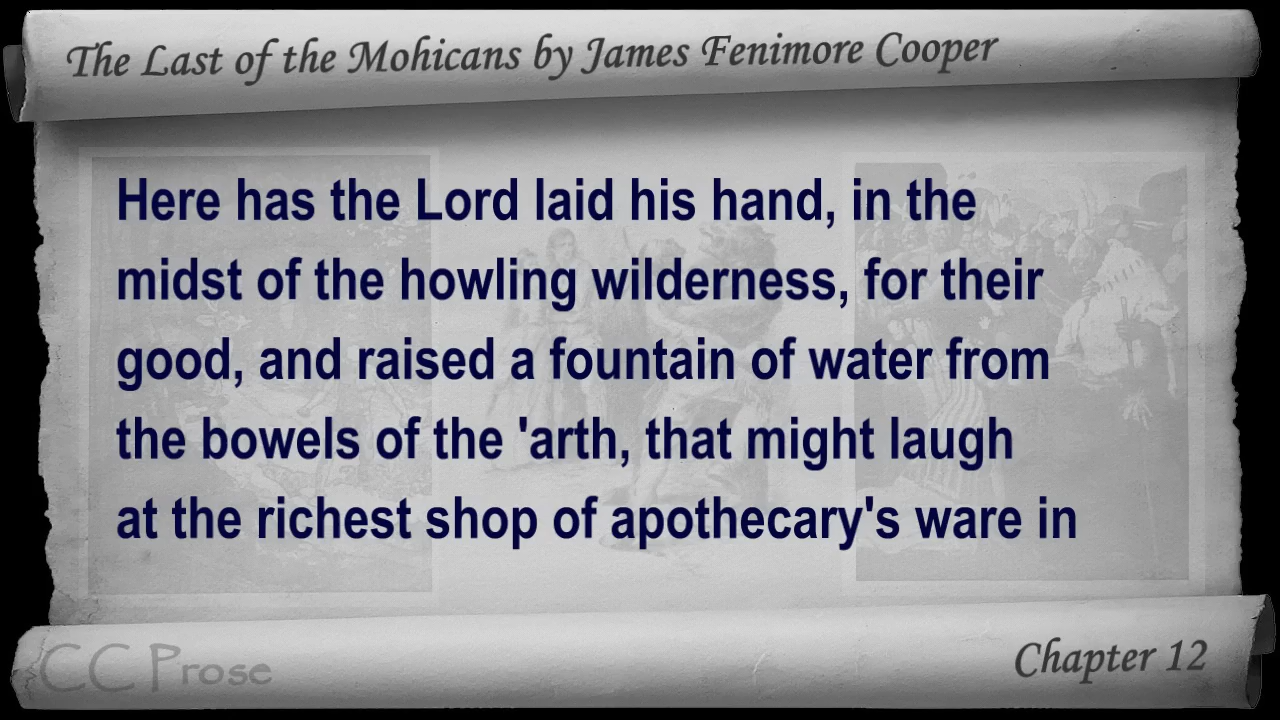 The Last of the Mohicans by James Fenimore Cooper
Here has the Lord laid his hand, in the
midst of the howling wilderness, for their
good, and raised a fountain of water from
the bowels of the 'arth, that might laugh
at the richest shop of apothecary's ware in
CC Prose
Chapter 12